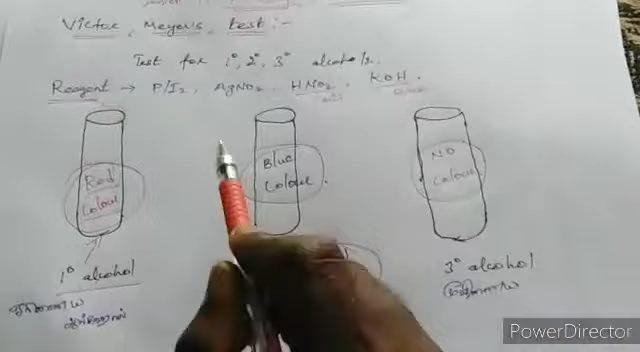 Victor Meyers test :-
Test for 1°, 2°, 3° alcohols.
Reagent → P/I₂, AgNO₂, HNO₂, KOH.
Red Colour
Blue Colour.
No Colour
1° alcohol
3° alcohol
PowerDirector